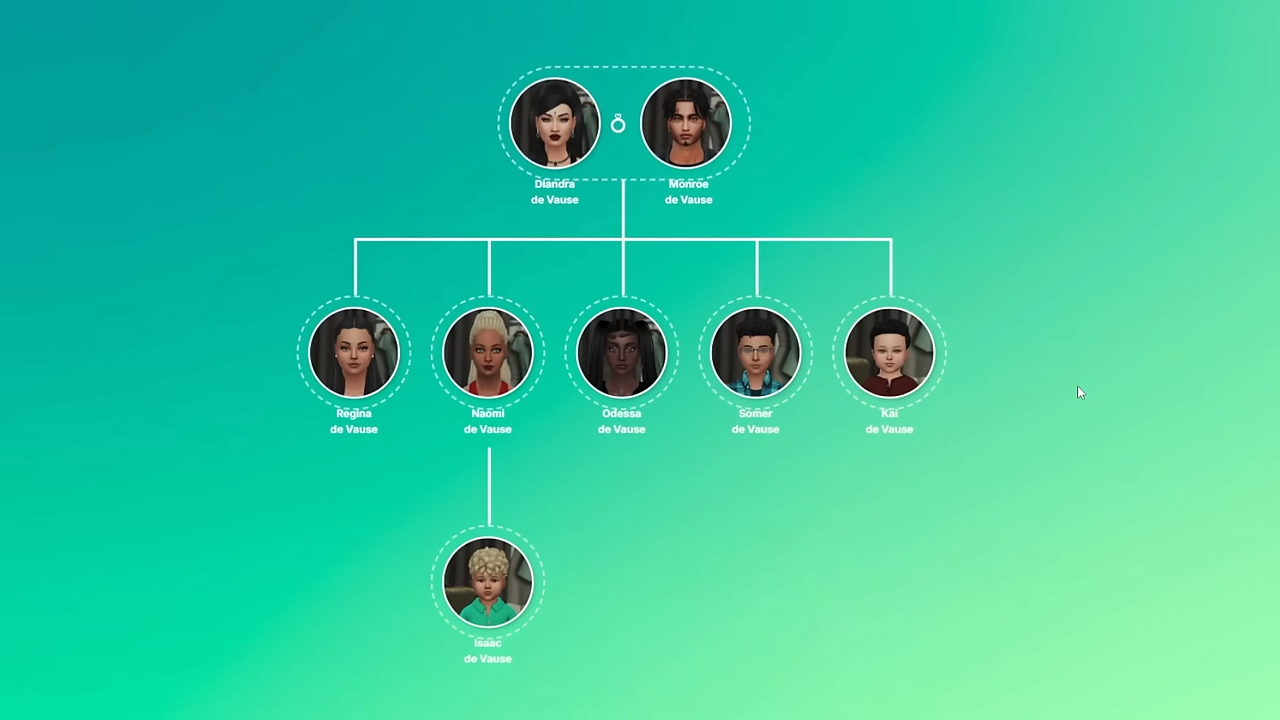 Diandra
de Vause
Monroe
de Vause
Regina
de Vause
Naomi
de Vause
Odessa
de Vause
Somer
de Vause
Kai
de Vause
Isaac
de Vause